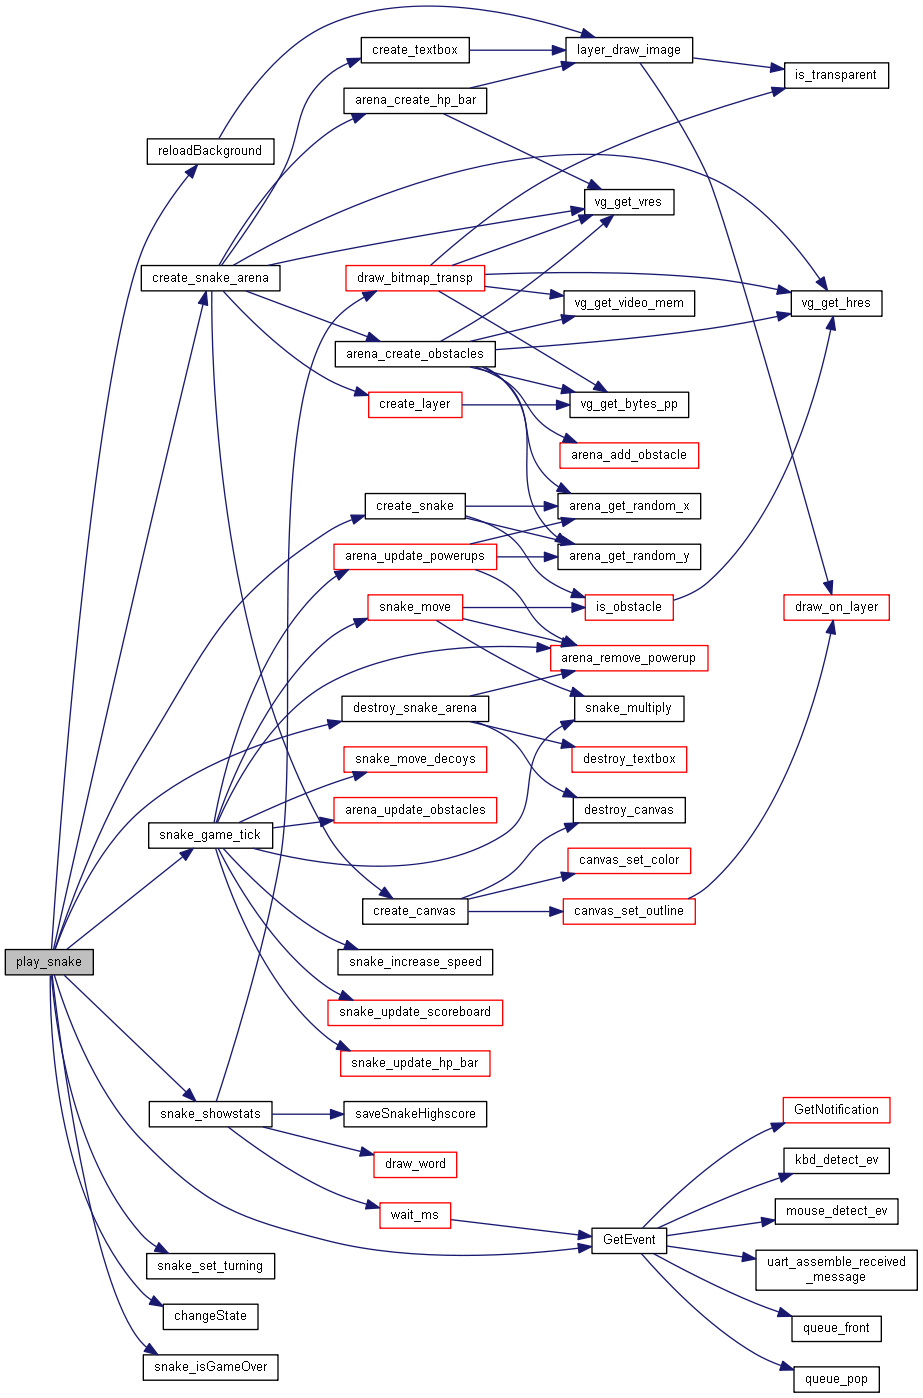 create_textbox
layer_draw_image
is_transparent
arena_create_hp_bar
reloadBackground
vg_get_vres
create_snake_arena
draw_bitmap_transp
vg_get_video_mem
vg_get_hres
arena_create_obstacles
create_layer
vg_get_bytes_pp
arena_add_obstacle
create_snake
arena_get_random_x
arena_update_powerups
arena_get_random_y
snake_move
is_obstacle
draw_on_layer
arena_remove_powerup
destroy_snake_arena
snake_multiply
snake_move_decoys
destroy_textbox
arena_update_obstacles
destroy_canvas
snake_game_tick
canvas_set_color
create_canvas
canvas_set_outline
play_snake
snake_increase_speed
snake_update_scoreboard
snake_update_hp_bar
snake_showstats
saveSnakeHighscore
GetNotification
draw_word
kbd_detect_ev
wait_ms
mouse_detect_ev
GetEvent
snake_set_turning
uart_assemble_received
_message
changeState
queue_front
snake_isGameOver
queue_pop